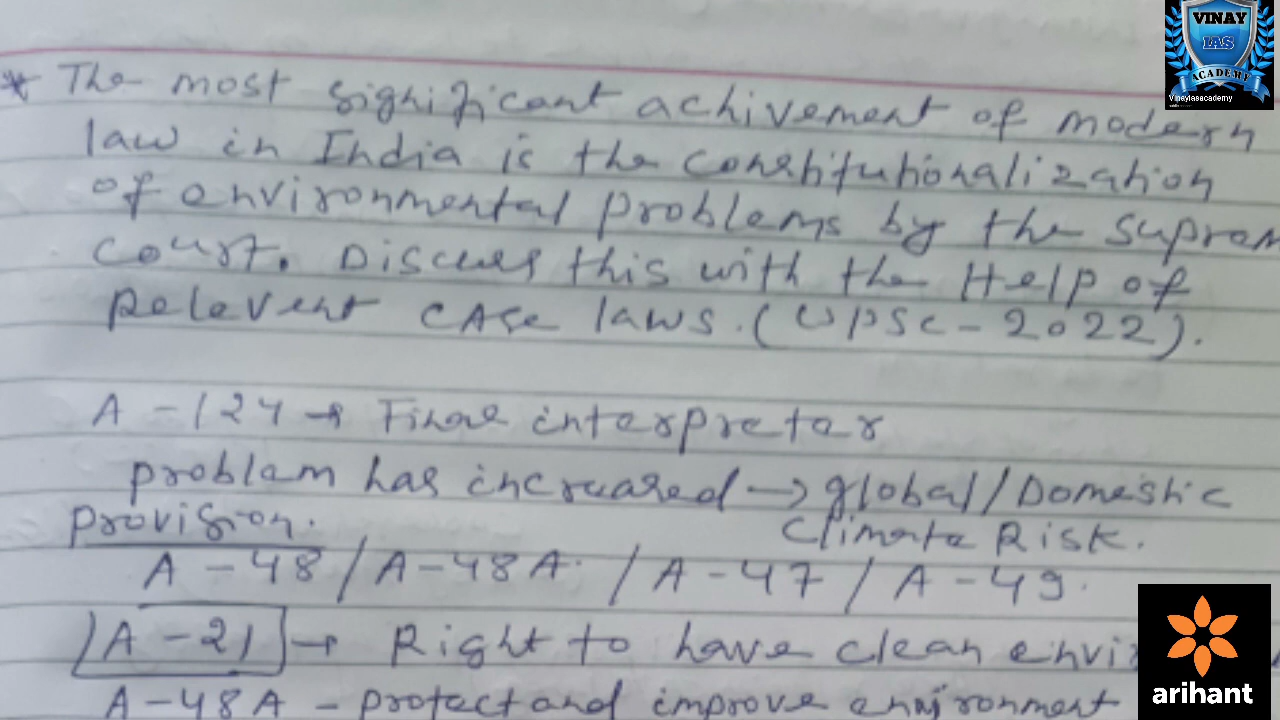 VINAY
IAS
ACADEMY
Vinayiasacademy
* The most significant achivement of modern
law in India is the constitutionalization
of environmental problems by the Suprem
Court. Discuss this with the Help of
Relevent CASE laws. (UPSC - 2022).
A - 124 → Final interpretar
problem has increased → global/Domestic
provision. Climate Risk.
A - 48 / A - 48A. / A - 47 / A - 49.
A - 21 → Right to have clean envir
A - 48A - protect and improve environment
arihant